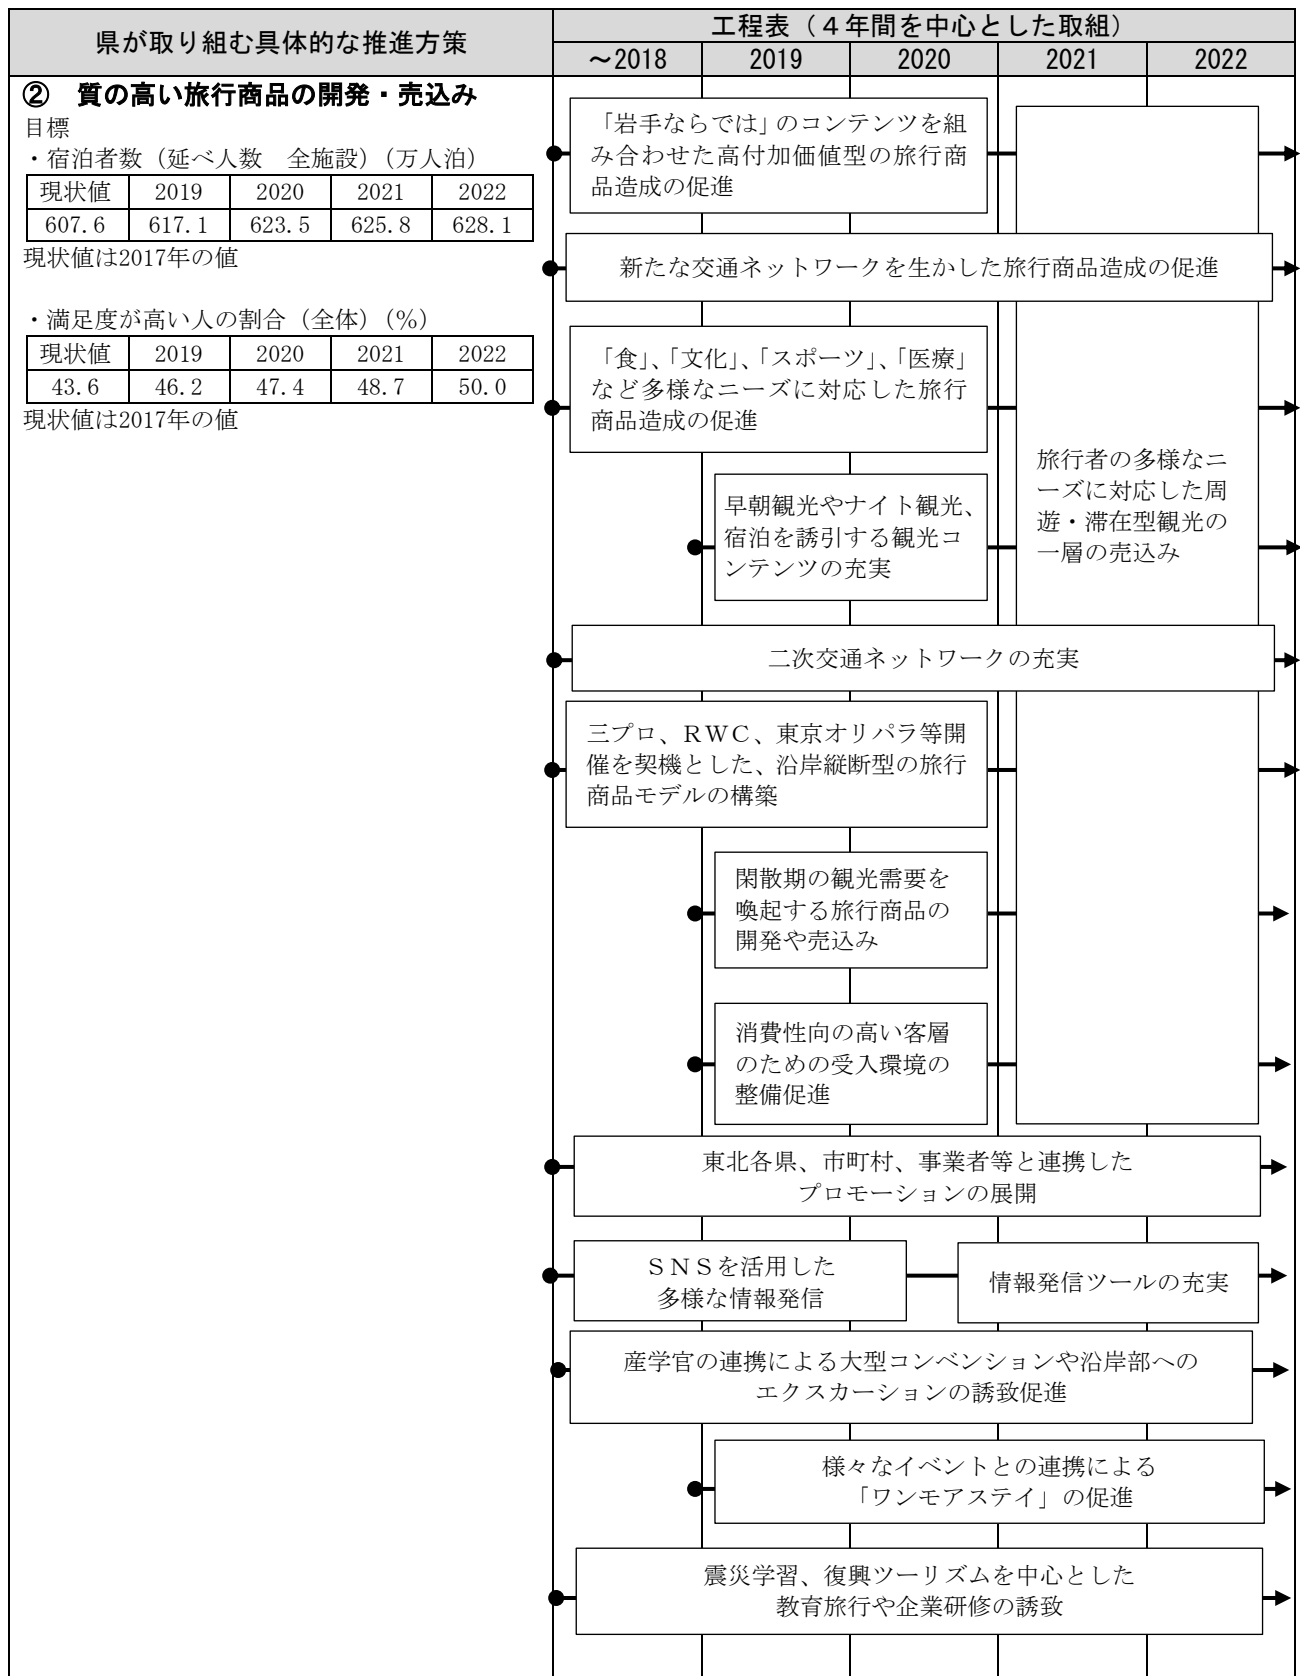 県が取り組む具体的な推進方策
工程表（４年間を中心とした取組）
～2018
2019
2020
2021
2022
② 質の高い旅行商品の開発・売込み
目標
・宿泊者数（延べ人数　全施設）（万人泊）
現状値 2019 2020 2021 2022
607.6 617.1 623.5 625.8 628.1
現状値は2017年の値
・満足度が高い人の割合（全体）（％）
現状値 2019 2020 2021 2022
43.6 46.2 47.4 48.7 50.0
現状値は2017年の値
「岩手ならでは」のコンテンツを組
み合わせた高付加価値型の旅行商
品造成の促進
新たな交通ネットワークを生かした旅行商品造成の促進
「食」、「文化」、「スポーツ」、「医療」
など多様なニーズに対応した旅行
商品造成の促進
旅行者の多様なニ
ーズに対応した周
遊・滞在型観光の
一層の売込み
早朝観光やナイト観光、
宿泊を誘引する観光コ
ンテンツの充実
二次交通ネットワークの充実
三プロ、ＲＷＣ、東京オリパラ等開
催を契機とした、沿岸縦断型の旅行
商品モデルの構築
閑散期の観光需要を
喚起する旅行商品の
開発や売込み
消費性向の高い客層
のための受入環境の
整備促進
東北各県、市町村、事業者等と連携した
プロモーションの展開
ＳＮＳを活用した
多様な情報発信
情報発信ツールの充実
産学官の連携による大型コンベンションや沿岸部への
エクスカーションの誘致促進
様々なイベントとの連携による
「ワンモアステイ」の促進
震災学習、復興ツーリズムを中心とした
教育旅行や企業研修の誘致